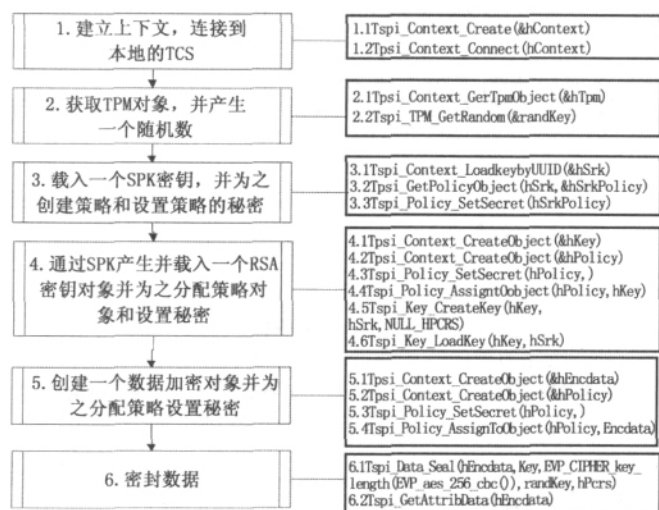 1.建立上下文，连接到
本地的TCS
1.1Tspi_Context_Create(&hContext)
1.2Tspi_Context_Connect(hContext)
2.获取TPM对象，并产生
一个随机数
2.1Tpsi_Context_GerTpmObject(&hTpm)
2.2Tspi_TPM_GetRandom(&randKey)
3.载入一个SPK密钥，并为之
创建策略和设置策略的秘密
3.1Tspi_Context_LoadkeybyUUID(&hSrk)
3.2Tpsi_GetPolicyObject(hSrk,&hSrkPolicy)
3.3Tspi_Policy_SetSecret(hSrkPolicy)
4.通过SPK产生并载入一个RSA
密钥对象并为之分配策略对
象和设置秘密
4.1Tpsi_Context_CreateObject(&hKey)
4.2Tspi_Context_CreateObject(&hPolicy)
4.3Tspi_Policy_SetSecret(hPolicy,)
4.4Tspi_Policy_AssigntOobject(hPolicy,hKey)
4.5Tspi_Key_CreateKey(hKey,
hSrk,NULL_HPCRS)
4.6Tspi_Key_LoadKey(hKey,hSrk)
5.创建一个数据加密对象并为
之分配策略设置秘密
5.1Tspi_Context_CreateObject(&hEncdata)
5.2Tspi_Context_CreateObject(&hPolicy)
5.3Tspi_Policy_SetSecret(hPolicy,)
5.4Tspi_Policy_AssignToObject(hPolicy,Encdata)
6.密封数据
6.1Tspi_Data_Seal(hEncdata,Key,EVP_CIPHER_key_
length(EVP_aes_256_cbc()),randKey,hPcrs)
6.2Tspi_GetAttribData(hEncdata)